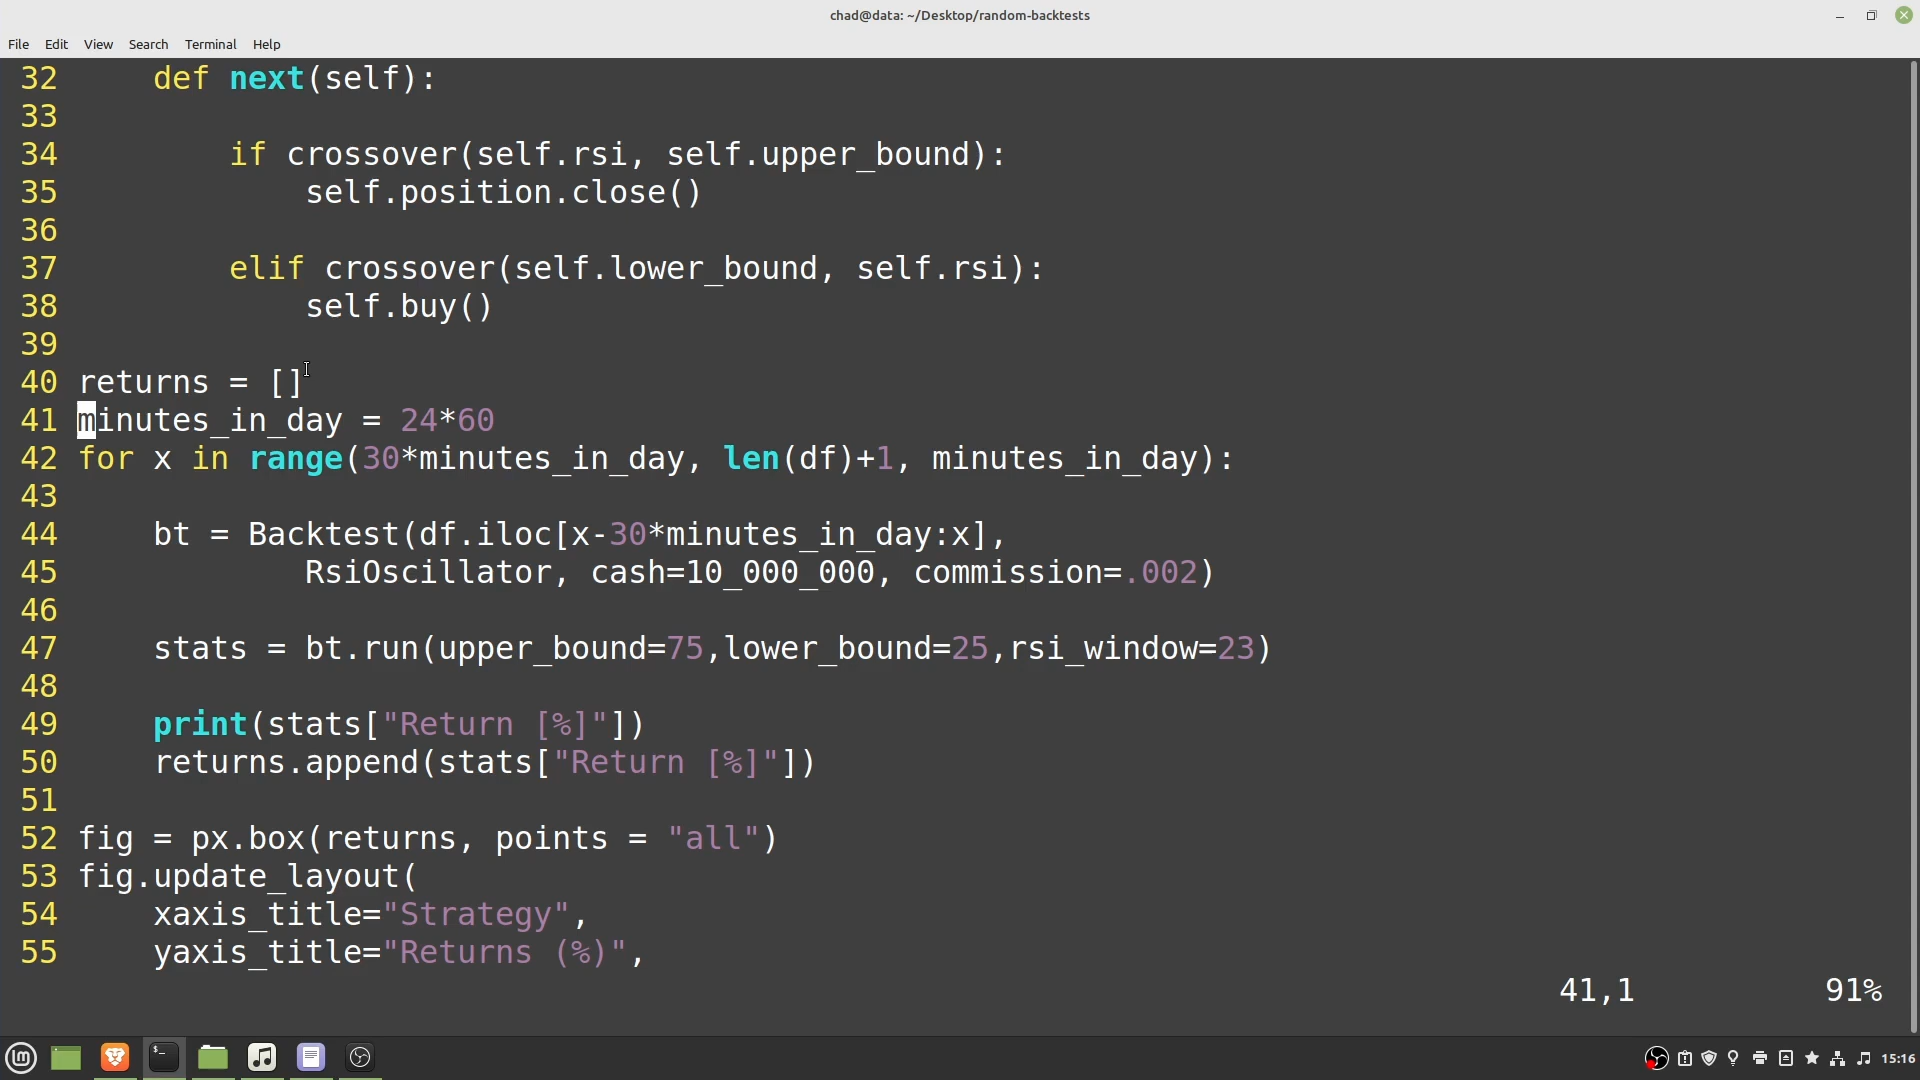 chad@data: ~/Desktop/random-backtests
File Edit View Search Terminal Help
32     def next(self):
33
34         if crossover(self.rsi, self.upper_bound):
35             self.position.close()
36
37         elif crossover(self.lower_bound, self.rsi):
38             self.buy()
39
40 returns = []
41 minutes_in_day = 24*60
42 for x in range(30*minutes_in_day, len(df)+1, minutes_in_day):
43
44     bt = Backtest(df.iloc[x-30*minutes_in_day:x],
45             RsiOscillator, cash=10_000_000, commission=.002)
46
47     stats = bt.run(upper_bound=75,lower_bound=25,rsi_window=23)
48
49     print(stats["Return [%]"])
50     returns.append(stats["Return [%]"])
51
52 fig = px.box(returns, points = "all")
53 fig.update_layout(
54     xaxis_title="Strategy",
55     yaxis_title="Returns (%)",
41,1 91%
15:16